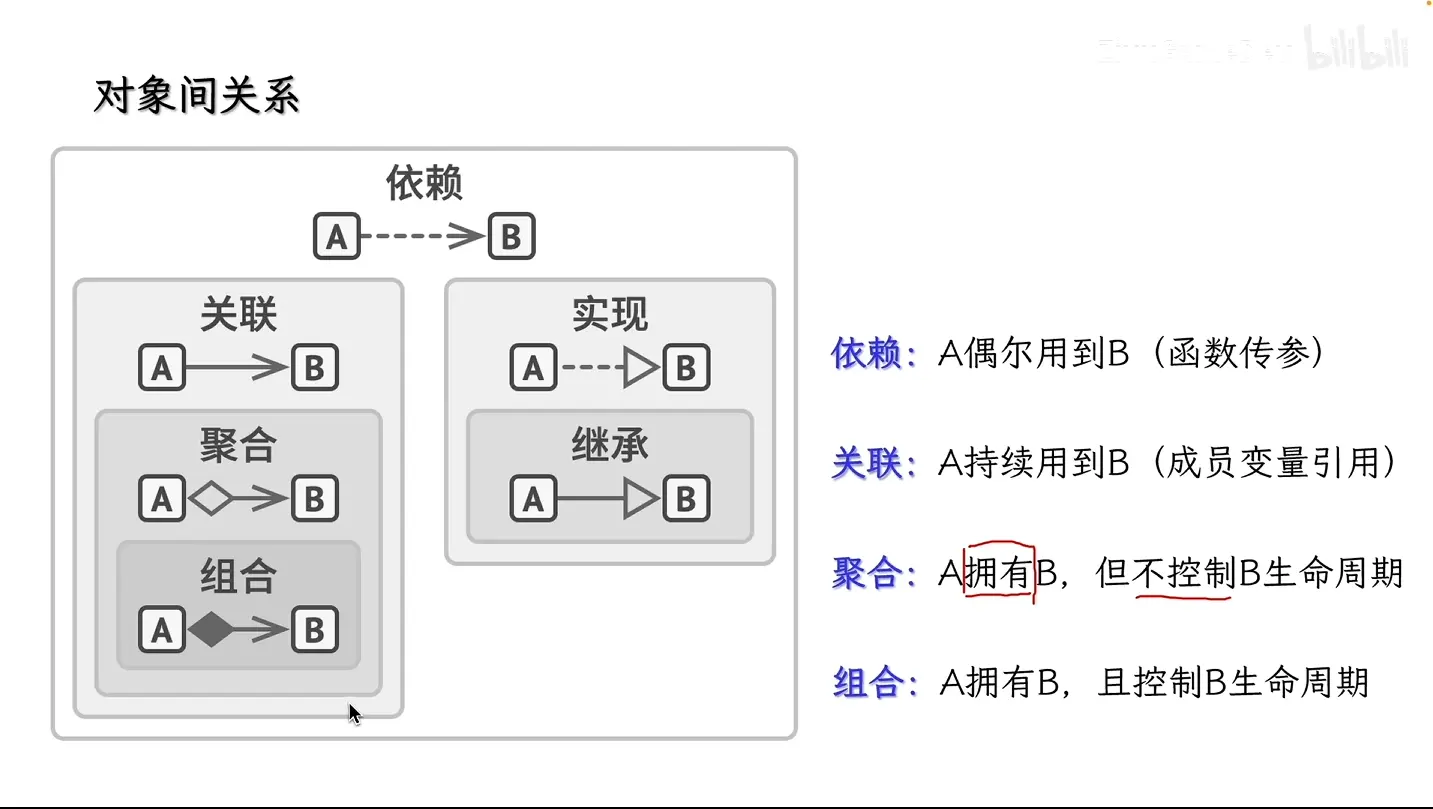 bilibili
对象间关系
依赖
A B
关联
A B
聚合
A B
组合
A B
实现
A B
继承
A B
依赖：A偶尔用到B（函数传参）
关联：A持续用到B（成员变量引用）
聚合：A拥有B，但不控制B生命周期
组合：A拥有B，且控制B生命周期